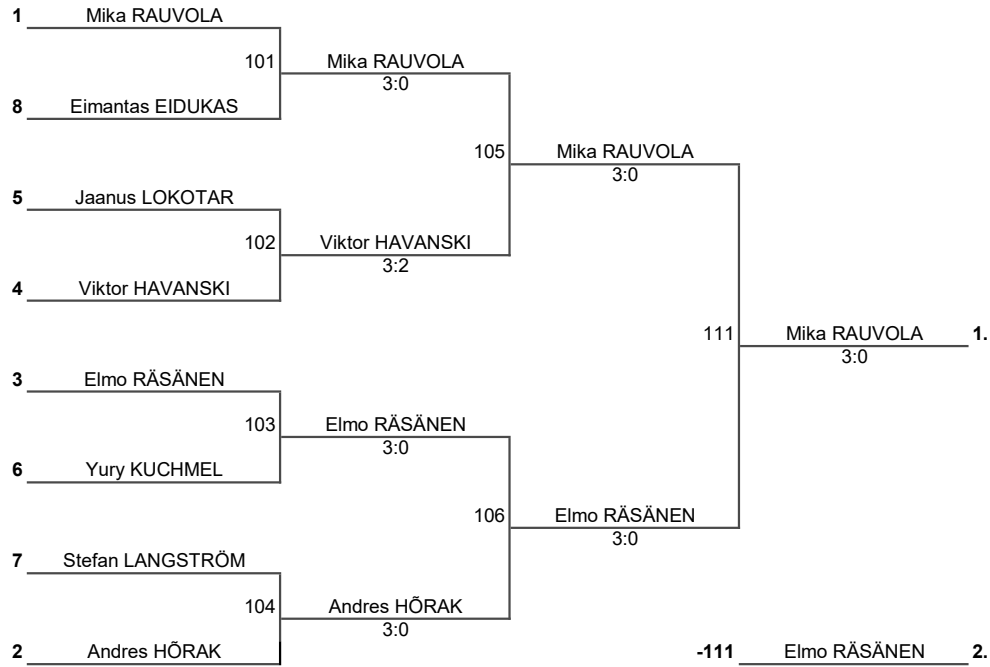 1 Mika RAUVOLA
101 Mika RAUVOLA
3:0
8 Eimantas EIDUKAS
105 Mika RAUVOLA
3:0
5 Jaanus LOKOTAR
102 Viktor HAVANSKI
3:2
4 Viktor HAVANSKI
111 Mika RAUVOLA 1.
3:0
3 Elmo RÄSÄNEN
103 Elmo RÄSÄNEN
3:0
6 Yury KUCHMEL
106 Elmo RÄSÄNEN
3:0
7 Stefan LANGSTRÖM
104 Andres HÕRAK
3:0
2 Andres HÕRAK
-111 Elmo RÄSÄNEN 2.